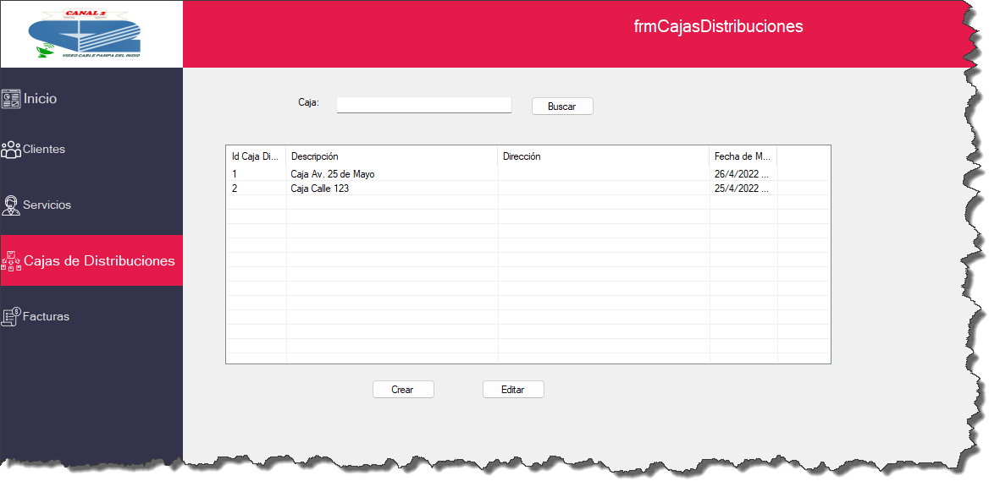 CANAL 2
VIDEO CABLE PAMPA DEL INDIO
frmCajasDistribuciones
Inicio
Clientes
Servicios
Cajas de Distribuciones
Facturas
Caja:
Buscar
Id Caja Di... Descripción Dirección Fecha de M...
1 Caja Av. 25 de Mayo 26/4/2022 ...
2 Caja Calle 123 25/4/2022 ...
Crear Editar